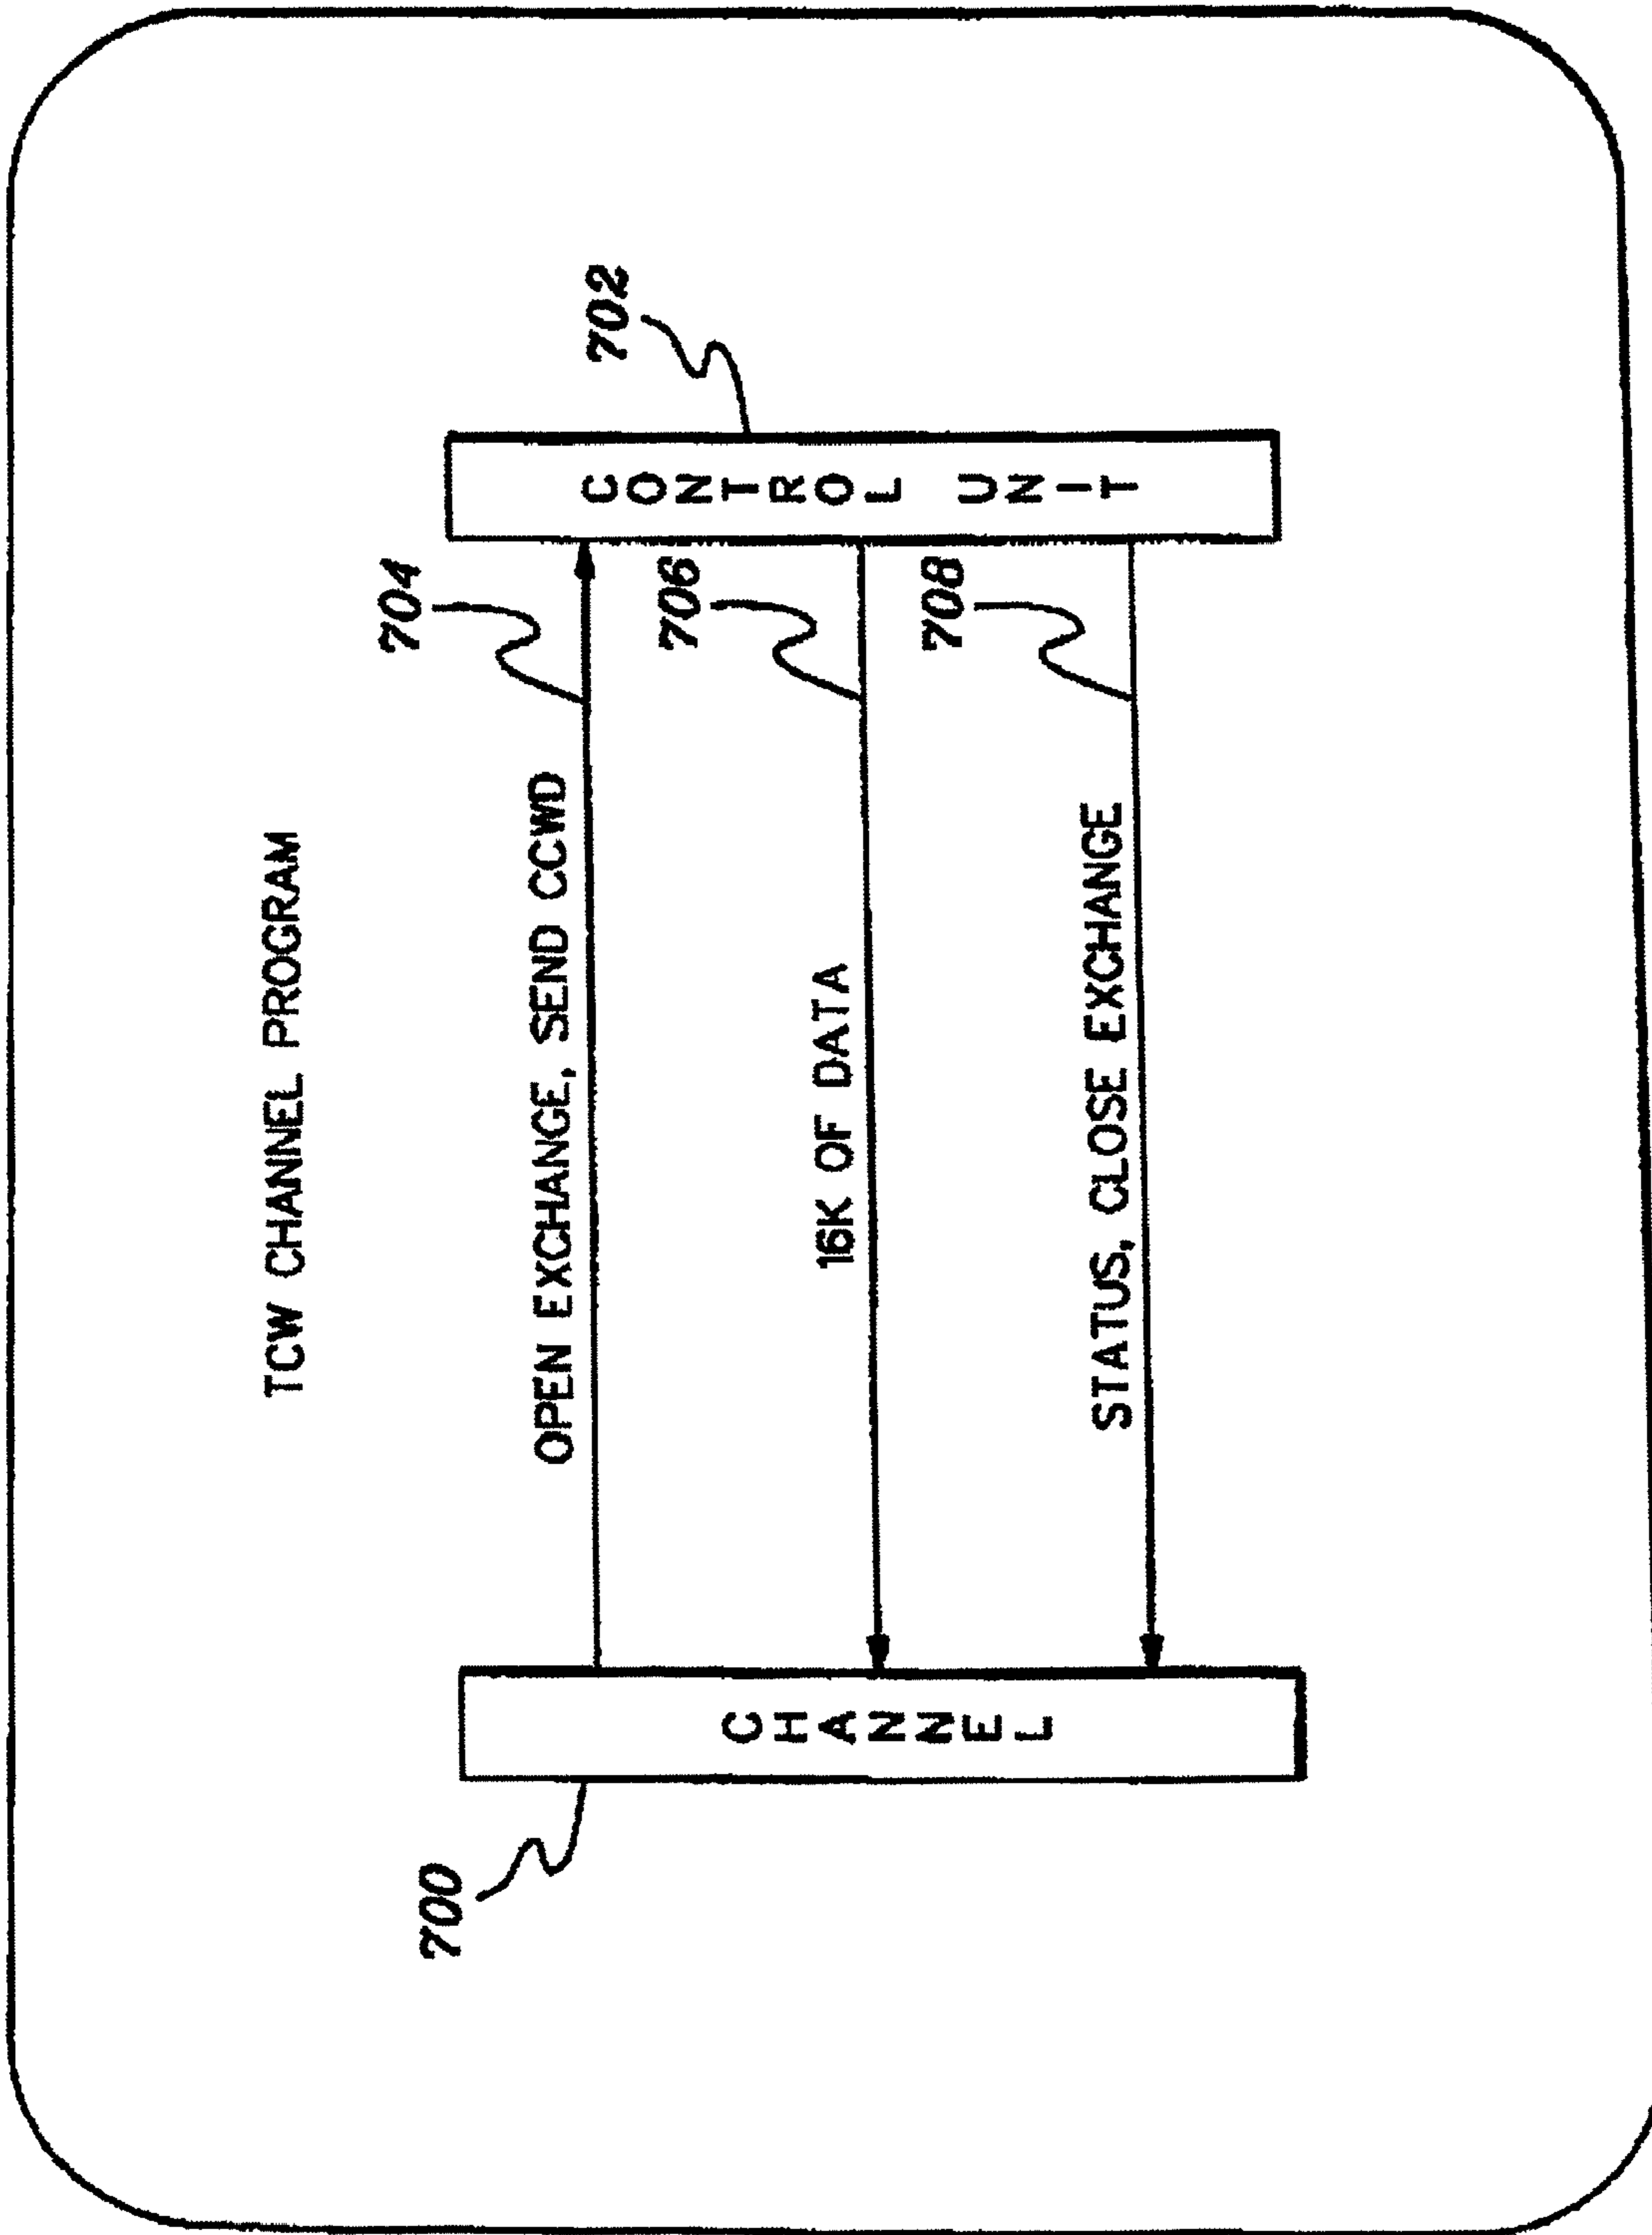 TCW CHANNEL PROGRAM
700
CHANNEL
702
CONTROL UNIT
704
OPEN EXCHANGE, SEND CCWD
706
16K OF DATA
708
STATUS, CLOSE EXCHANGE